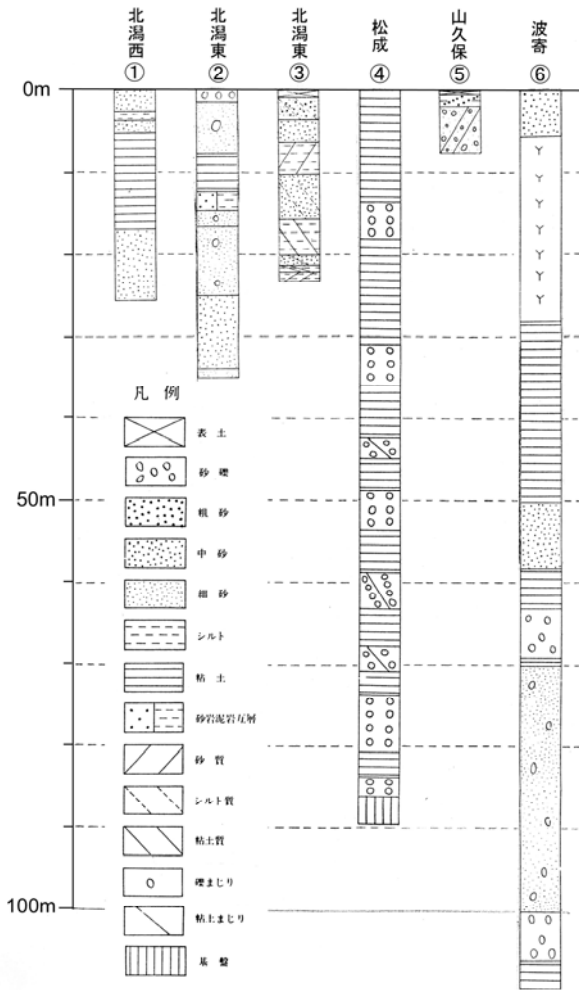 北潟西
①
北潟東
②
北潟東
③
松成
④
山久保
⑤
波寄
⑥
0m
50m
100m
凡例
表土
砂礫
粗砂
中砂
細砂
シルト
粘土
砂岩泥岩互層
砂質
シルト質
粘土質
礫まじり
粘土まじり
基盤